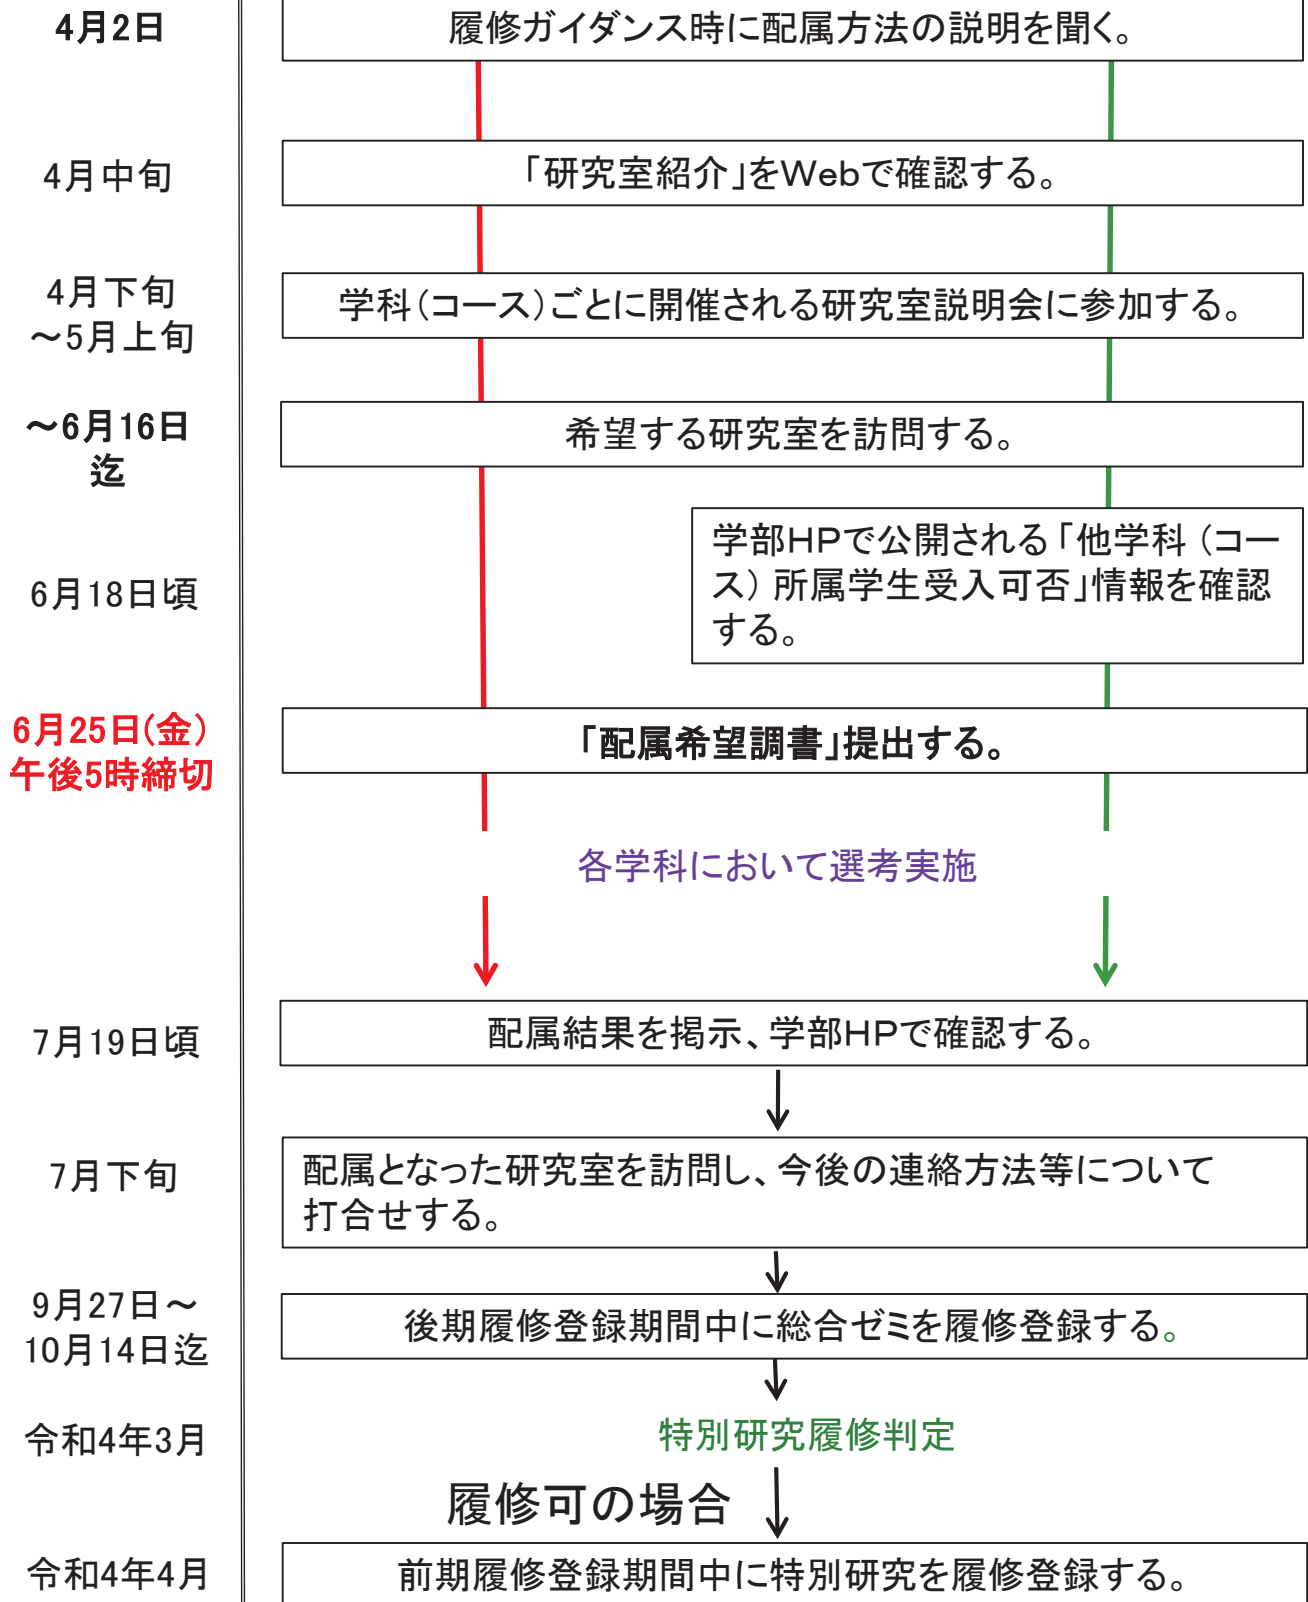 4月2日
履修ガイダンス時に配属方法の説明を聞く。
4月中旬
「研究室紹介」をWebで確認する。
4月下旬
～5月上旬
学科（コース）ごとに開催される研究室説明会に参加する。
～6月16日
迄
希望する研究室を訪問する。
6月18日頃
学部HPで公開される「他学科（コー
ス）所属学生受入可否」情報を確認
する。
6月25日(金)
午後5時締切
「配属希望調書」提出する。
各学科において選考実施
7月19日頃
配属結果を掲示、学部HPで確認する。
7月下旬
配属となった研究室を訪問し、今後の連絡方法等について
打合せする。
9月27日～
10月14日迄
後期履修登録期間中に総合ゼミを履修登録する。
令和4年3月
特別研究履修判定
履修可の場合
令和4年4月
前期履修登録期間中に特別研究を履修登録する。